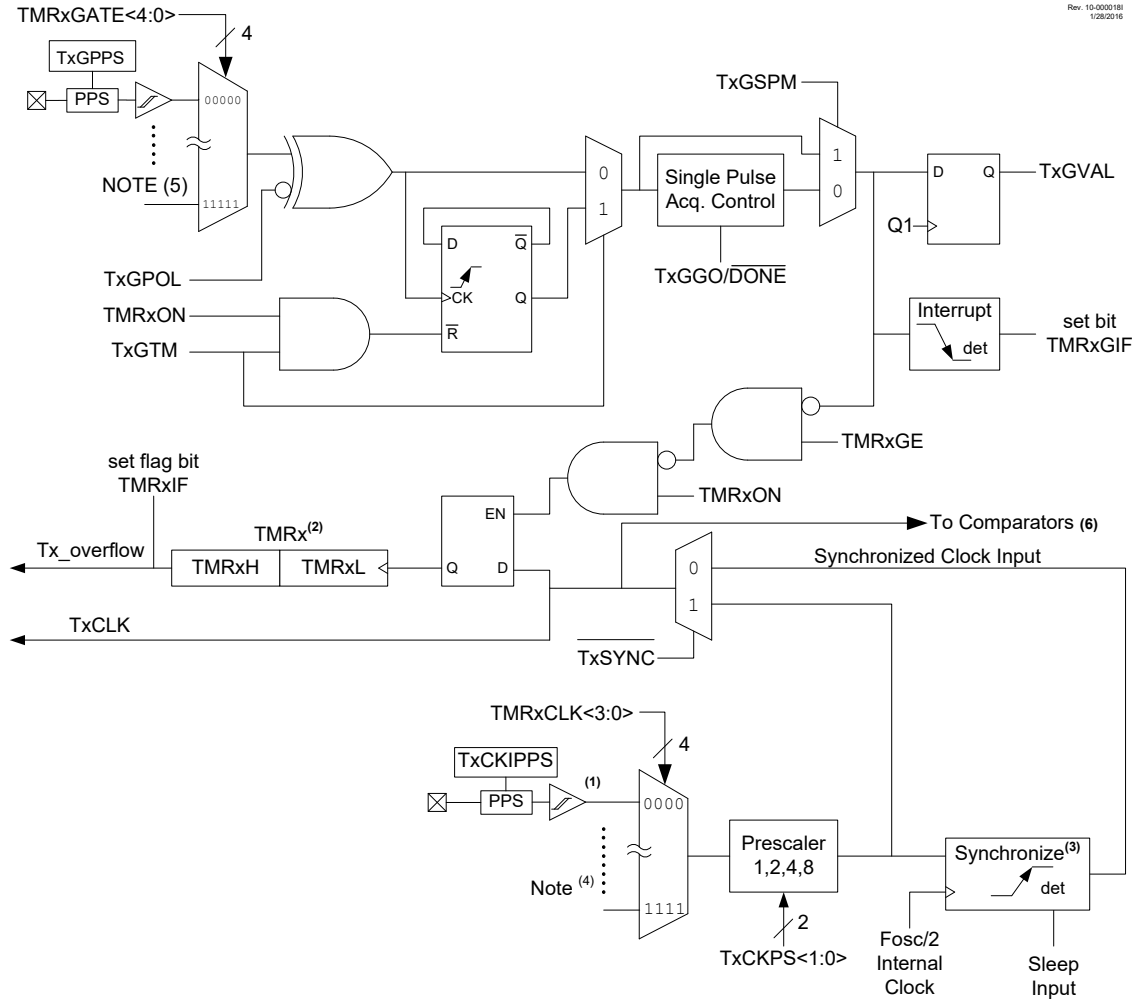 Rev. 10-000018I
1/28/2016
TMRxGATE<4:0>
4
TxGPPS
PPS
00000
NOTE (5)
11111
TxGPOL
TMRxON
TxGTM
D
Q
CK
Q
R
0
1
Single Pulse
Acq. Control
TxGGO/DONE
TxGSPM
1
0
D
Q
Q1
TxGVAL
Interrupt
det
set bit
TMRxGIF
TMRxGE
TMRxON
set flag bit
TMRxIF
Tx_overflow
TMRx(2)
TMRxH
TMRxL
EN
Q
D
TxCLK
To Comparators (6)
Synchronized Clock Input
0
1
TxSYNC
TMRxCLK<3:0>
4
TxCKIPPS
PPS
(1)
0000
Note (4)
1111
Prescaler
1,2,4,8
2
TxCKPS<1:0>
Synchronize(3)
det
Fosc/2
Internal
Clock
Sleep
Input